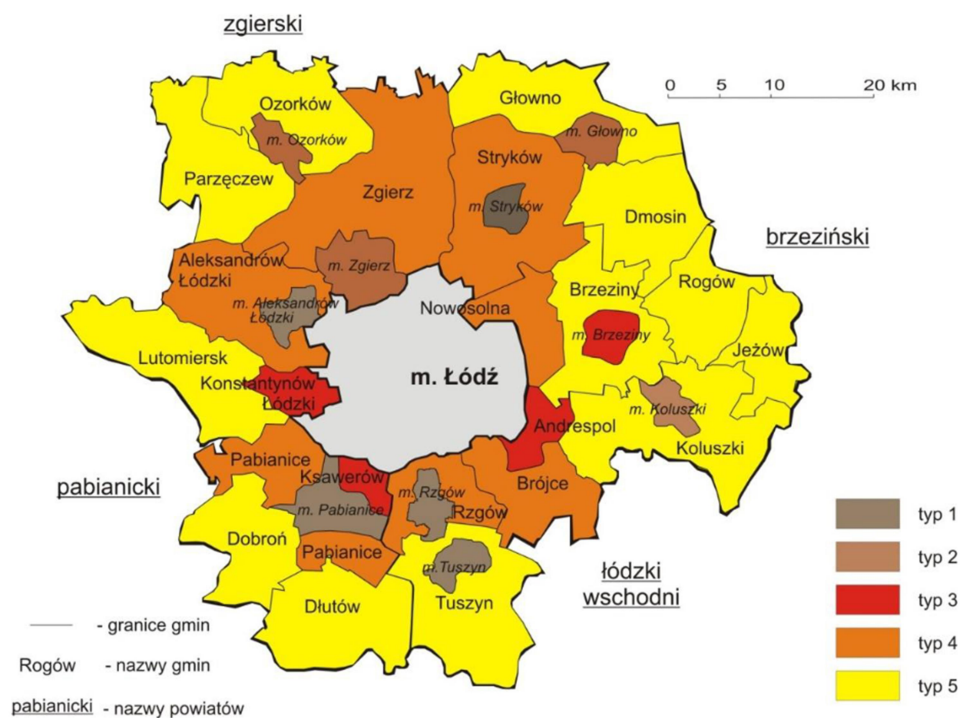 zgierski
0 5 10 20 km
Ozorków
Głowno
m. Ozorków
m. Głowno
Stryków
Parzęczew
Zgierz
m. Stryków
Dmosin
brzeziński
Aleksandrów
Łódzki
m. Zgierz
Rogów
Brzeziny
m. Aleksandrów
Łódzki
Nowosolna
m. Brzeziny
Jeżów
Lutomiersk
m. Łódź
Konstantynów
Łódzki
m. Koluszki
Andrespol
Koluszki
Pabianice
Ksawerów
pabianicki
m. Rzgów
Brójce
m. Pabianice
Rzgów
typ 1
Dobroń
Pabianice
typ 2
m.Tuszyn
łódzki
wschodni
typ 3
Dłutów
Tuszyn
- granice gmin
typ 4
Rogów - nazwy gmin
typ 5
pabianicki - nazwy powiatów